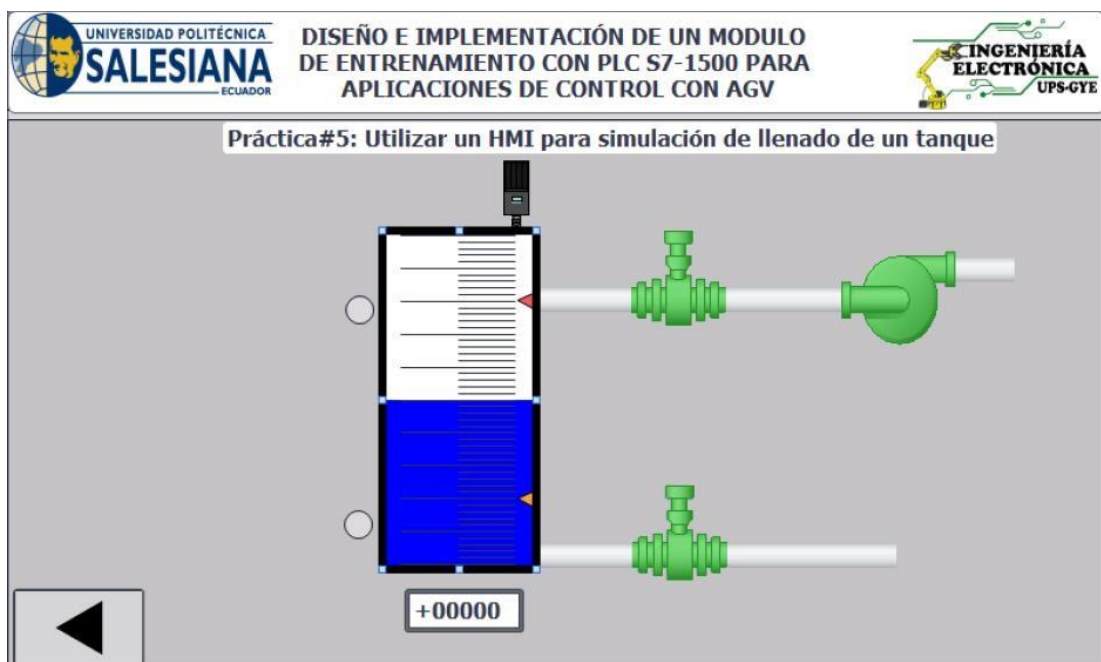 UNIVERSIDAD POLITÉCNICA
SALESIANA
ECUADOR
DISEÑO E IMPLEMENTACIÓN DE UN MODULO
DE ENTRENAMIENTO CON PLC S7-1500 PARA
APLICACIONES DE CONTROL CON AGV
INGENIERÍA
ELECTRÓNICA
UPS-GYE
Práctica#5: Utilizar un HMI para simulación de llenado de un tanque
+00000